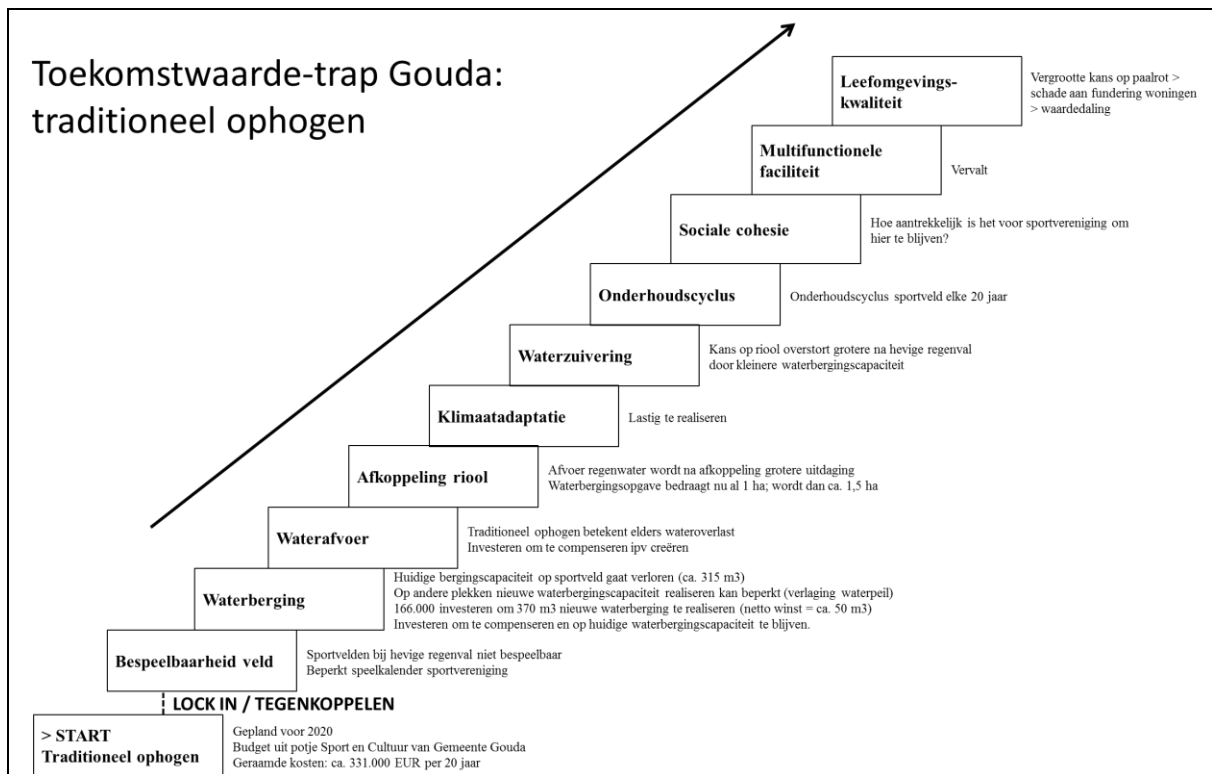 Toekomstwaarde-trap Gouda:
traditioneel ophogen
Leefomgevings-
kwaliteit
Vergrootte kans op paalrot >
schade aan fundering woningen
> waardedaling
Multifunctionele
faciliteit
Vervalt
Sociale cohesie
Hoe aantrekkelijk is het voor sportvereniging om
hier te blijven?
Onderhoudscyclus
Onderhoudscyclus sportveld elke 20 jaar
Waterzuivering
Kans op riool overstort grotere na hevige regenval
door kleinere waterbergingscapaciteit
Klimaatadaptatie
Lastig te realiseren
Afkoppeling riool
Afvoer regenwater wordt na afkoppeling grotere uitdaging
Waterbergingsopgave bedraagt nu al 1 ha; wordt dan ca. 1,5 ha
Waterafvoer
Traditioneel ophogen betekent elders wateroverlast
Investeren om te compenseren ipv creëren
Waterberging
Huidige bergingscapaciteit op sportveld gaat verloren (ca. 315 m3)
Op andere plekken nieuwe waterbergingscapaciteit realiseren kan beperkt (verlaging waterpeil)
166.000 investeren om 370 m3 nieuwe waterberging te realiseren (netto winst = ca. 50 m3)
Investeren om te compenseren en op huidige waterbergingscapaciteit te blijven.
Bespeelbaarheid veld
Sportvelden bij hevige regenval niet bespeelbaar
Beperkt speelkalender sportvereniging
LOCK IN / TEGENKOPPELEN
> START
Traditioneel ophogen
Gepland voor 2020
Budget uit potje Sport en Cultuur van Gemeente Gouda
Geraamde kosten: ca. 331.000 EUR per 20 jaar